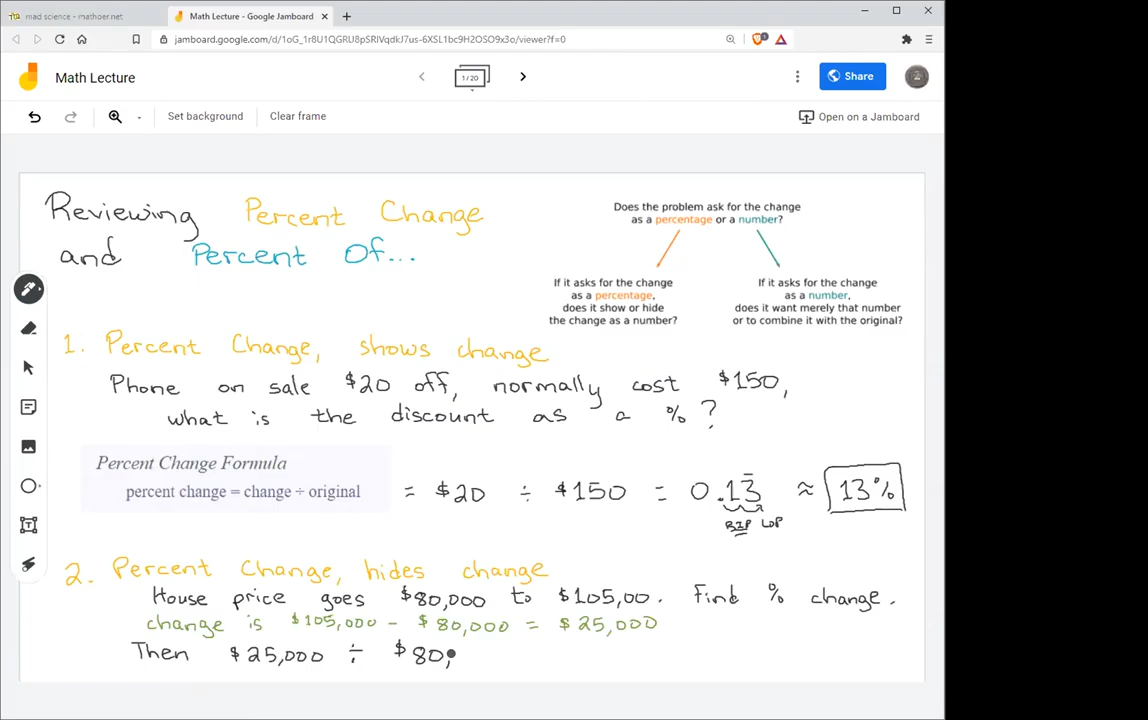 mad science - mathoer.net
Math Lecture - Google Jamboard
jamboard.google.com/d/1oG_1r8U1QGRU8pSRIVqdkJ7us-6XSL1bc9H2OSO9x3o/viewer?f=0
Math Lecture
1/20
Share
Set background
Clear frame
Open on a Jamboard
Reviewing Percent Change
and Percent Of...
Does the problem ask for the change
as a percentage or a number?
If it asks for the change
as a percentage,
does it show or hide
the change as a number?
If it asks for the change
as a number,
does it want merely that number
or to combine it with the original?
1. Percent Change, shows change
Phone on sale $20 off, normally cost $150,
what is the discount as a % ?
Percent Change Formula
percent change = change ÷ original
= $20 ÷ $150 = 0.13̄ ≈ 13%
RIP LOP
2. Percent Change, hides change
House price goes $80,000 to $105,00. Find % change.
change is $105,000 - $80,000 = $25,000
Then $25,000 ÷ $80,